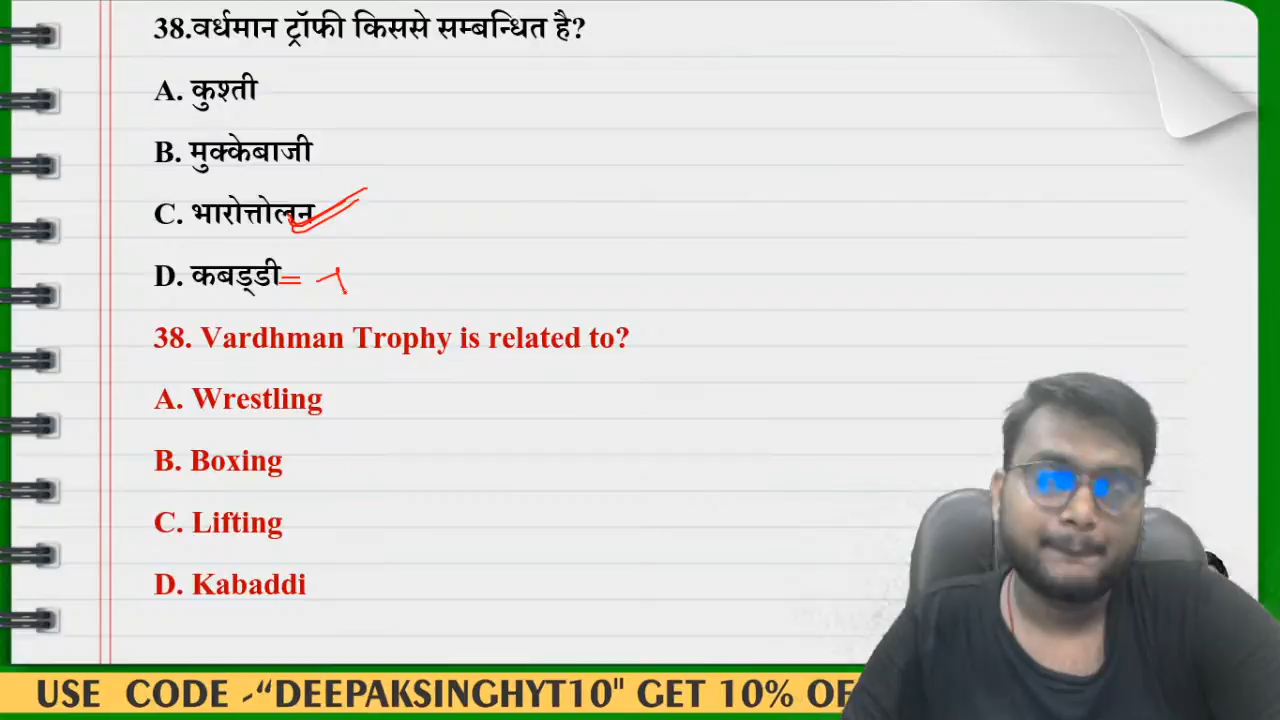 38.वर्धमान ट्रॉफी किससे सम्बन्धित है?
A. कुश्ती
B. मुक्केबाजी
C. भारोत्तोलन
D. कबड्डी =
38. Vardhman Trophy is related to?
A. Wrestling
B. Boxing
C. Lifting
D. Kabaddi
USE CODE -“DEEPAKSINGHYT10" GET 10% OF